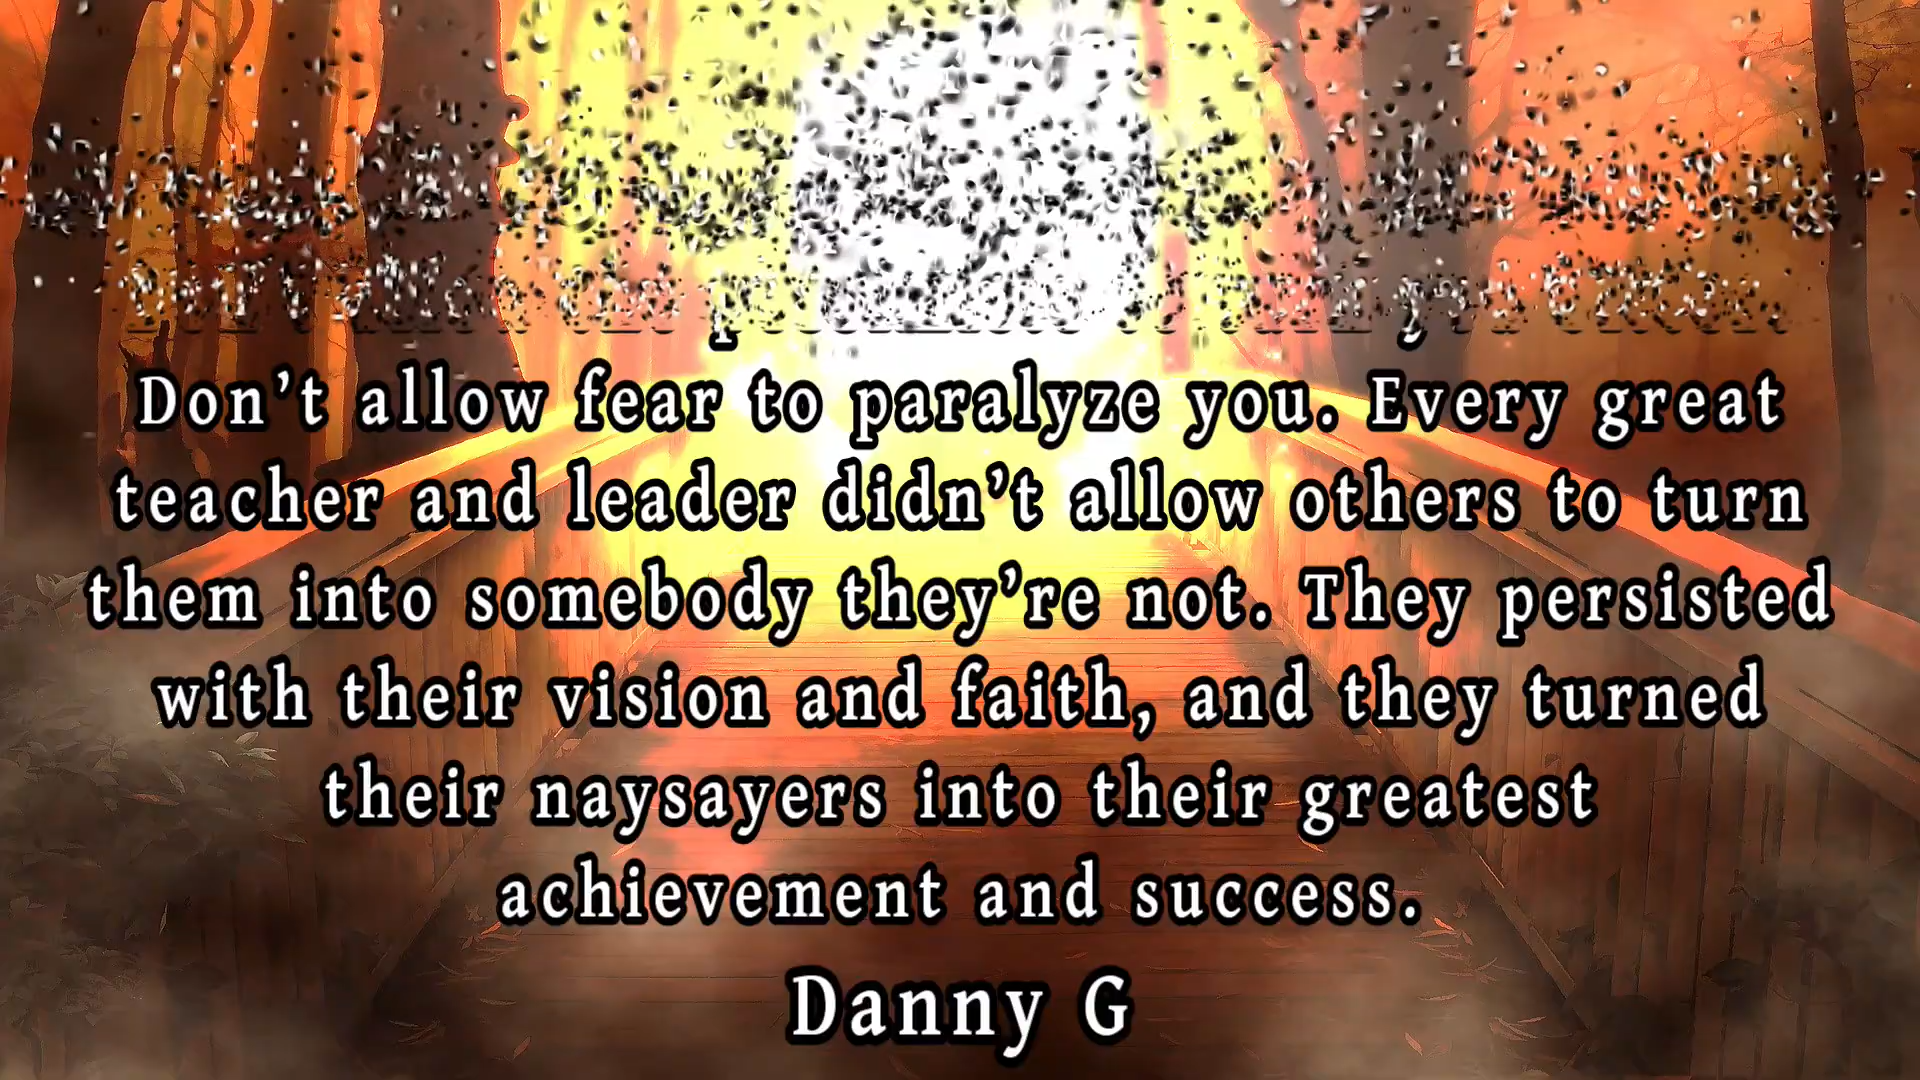 Don’t allow fear to paralyze you. Every great
teacher and leader didn’t allow others to turn
them into somebody they’re not. They persisted
with their vision and faith, and they turned
their naysayers into their greatest
achievement and success.
Danny G